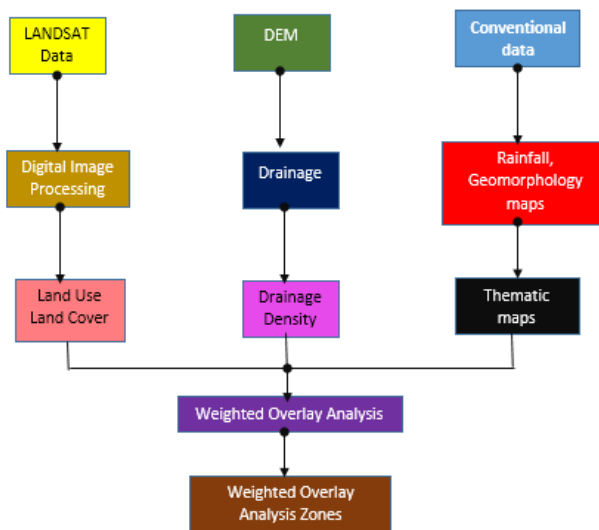 LANDSAT
Data
DEM
Conventional
data
Digital Image
Processing
Drainage
Rainfall,
Geomorphology
maps
Land Use
Land Cover
Drainage
Density
Thematic
maps
Weighted Overlay Analysis
Weighted Overlay
Analysis Zones